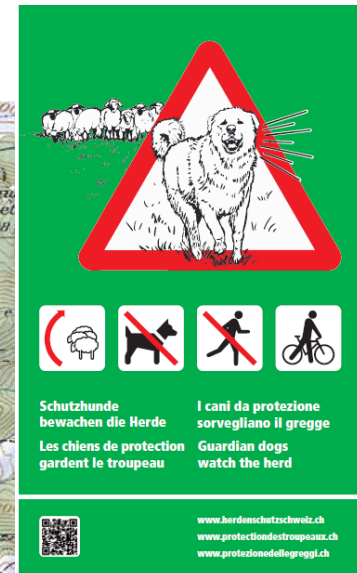 Schutzhunde
bewachen die Herde
Les chiens de protection
gardent le troupeau
I cani da protezione
sorvegliano il gregge
Guardian dogs
watch the herd
www.herdenschutzschweiz.ch
www.protectiondestroupeaux.ch
www.protezionedellegreggi.ch